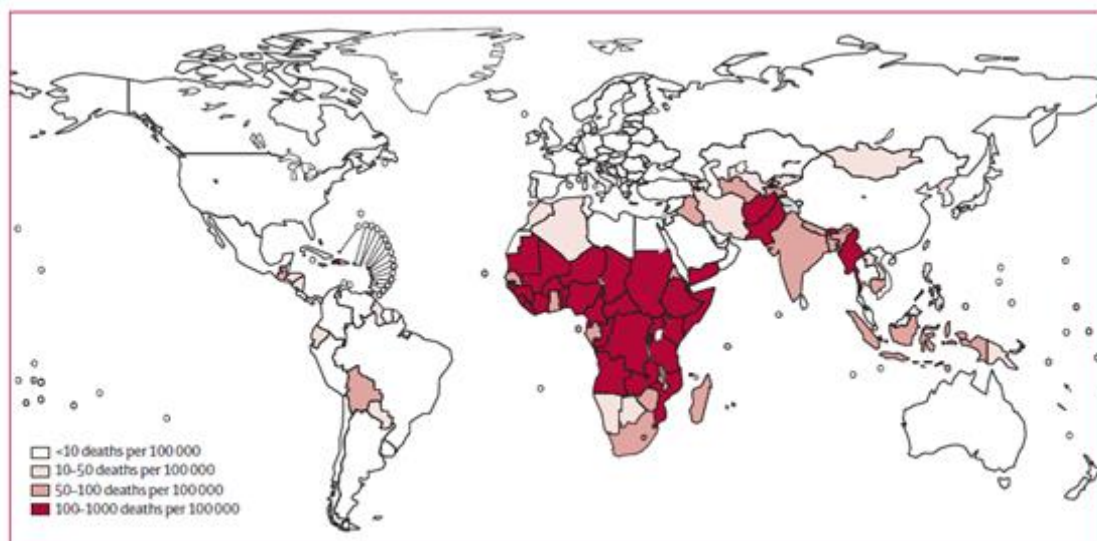 <10 deaths per 100 000
10–50 deaths per 100 000
50–100 deaths per 100 000
100–1000 deaths per 100 000